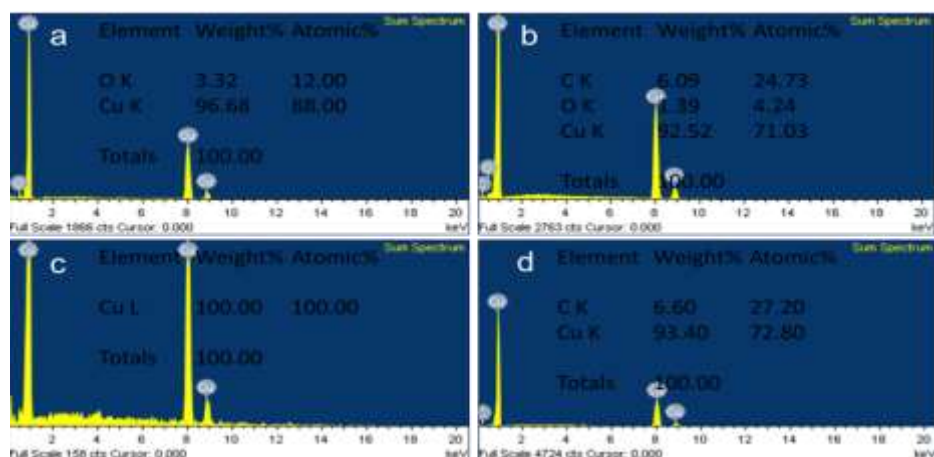 Sum Spectrum
a
Element Weight% Atomic%
O K 3.32 12.00
Cu K 96.68 88.00
Totals 100.00
2 4 6 8 10 12 14 16 18 20
Full Scale 1866 cts Cursor: 0.000 keV
Sum Spectrum
b
Element Weight% Atomic%
C K 6.09 24.73
O K 1.39 4.24
Cu K 92.52 71.03
Totals 100.00
2 4 6 8 10 12 14 16 18 20
Full Scale 2763 cts Cursor: 0.000 keV
Sum Spectrum
c
Element Weight% Atomic%
Cu L 100.00 100.00
Totals 100.00
2 4 6 8 10 12 14 16 18 20
Full Scale 158 cts Cursor: 0.000 keV
Sum Spectrum
d
Element Weight% Atomic%
C K 6.60 27.20
Cu K 93.40 72.80
Totals 100.00
2 4 6 8 10 12 14 16 18 20
Full Scale 4724 cts Cursor: 0.000 keV